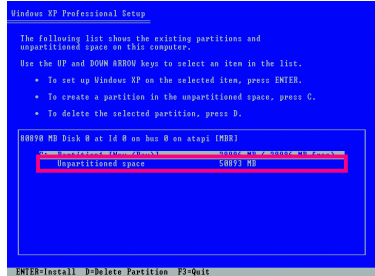 Windows XP Professional Setup
The following list shows the existing partitions and
unpartitioned space on this computer.
Use the UP and DOWN ARROW keys to select an item in the list.
• To set up Windows XP on the selected item, press ENTER.
• To create a partition in the unpartitioned space, press C.
• To delete the selected partition, press D.
80890 MB Disk 0 at Id 0 on bus 0 on atapi [MBR]
Unpartitioned space 50893 MB
ENTER=Install D=Delete Partition F3=Quit